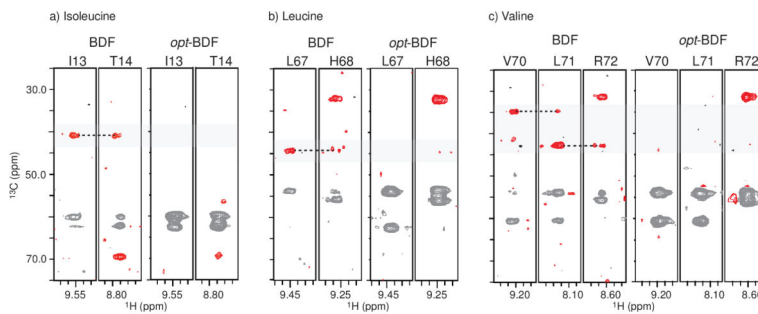 a) Isoleucine b) Leucine c) Valine
BDF opt-BDF BDF opt-BDF BDF opt-BDF
I13 T14 I13 T14 L67 H68 L67 H68 V70 L71 R72 V70 L71 R72
30.0
50.0
70.0
¹³C (ppm)
9.55 8.80 9.55 8.80 9.45 9.25 9.45 9.25 9.20 8.10 8.60 9.20 8.10 8.60
¹H (ppm) ¹H (ppm) ¹H (ppm)